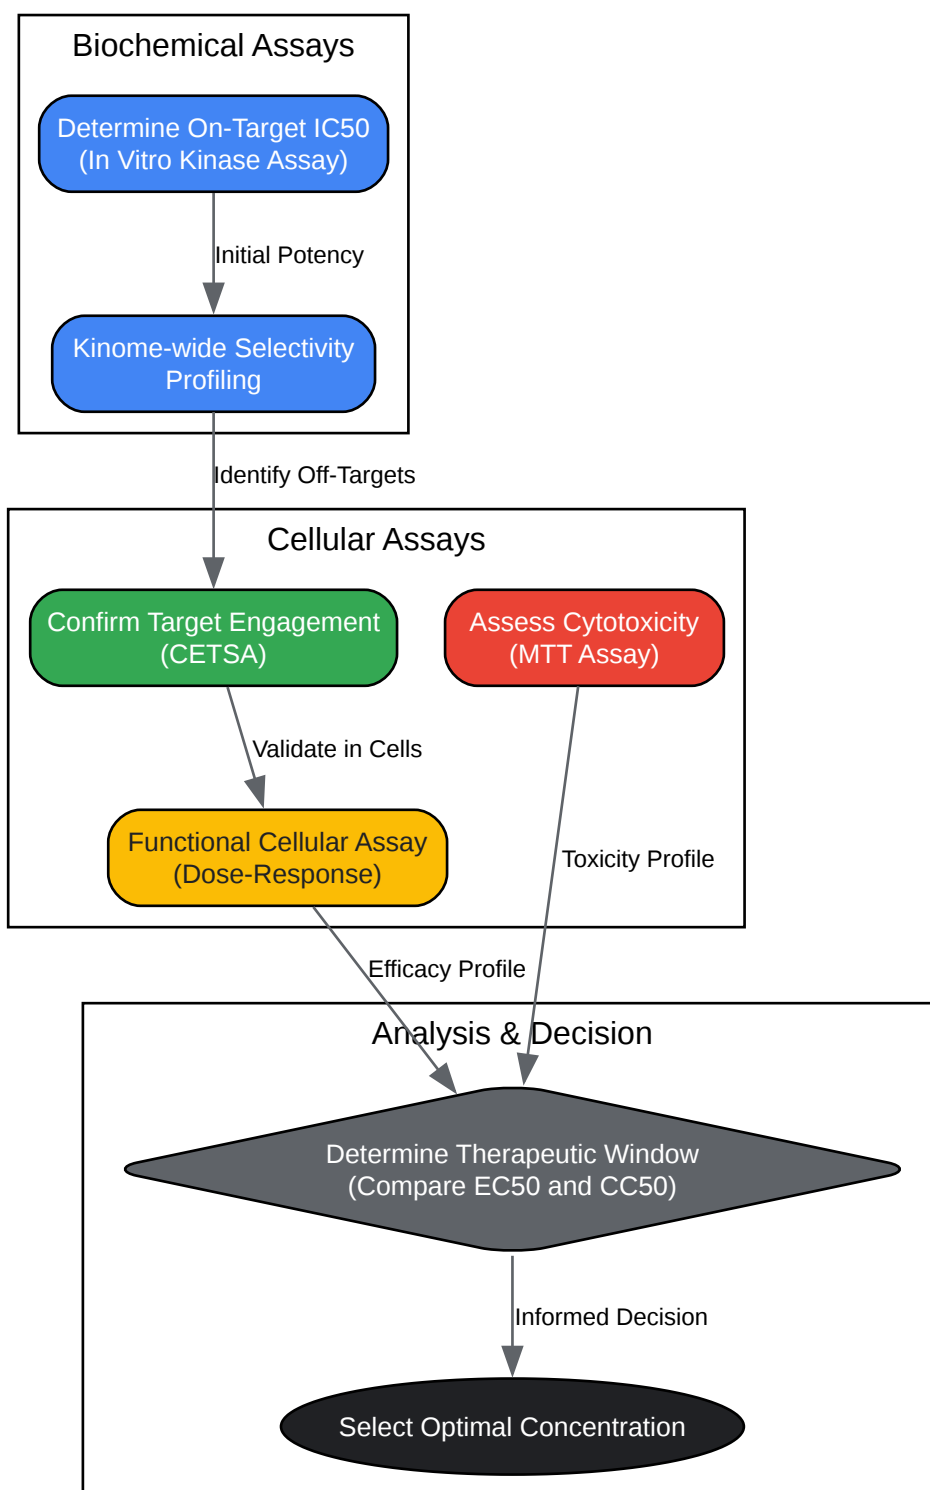 Biochemical Assays
Determine On-Target IC50
(In Vitro Kinase Assay)
Initial Potency
Kinome-wide Selectivity
Profiling
Identify Off-Targets
Cellular Assays
Confirm Target Engagement
(CETSA)
Assess Cytotoxicity
(MTT Assay)
Validate in Cells
Functional Cellular Assay
(Dose-Response)
Toxicity Profile
Efficacy Profile
Analysis & Decision
Determine Therapeutic Window
(Compare EC50 and CC50)
Informed Decision
Select Optimal Concentration